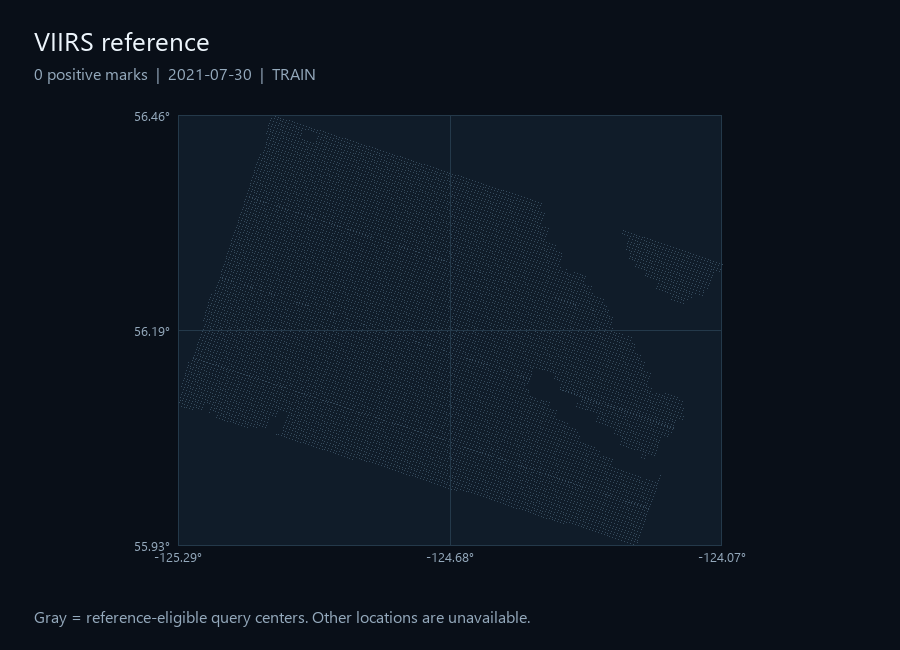 VIIRS reference
0 positive marks | 2021-07-30 | TRAIN
56.46°
56.19°
55.93°
-125.29°
-124.68°
-124.07°
Gray = reference-eligible query centers. Other locations are unavailable.